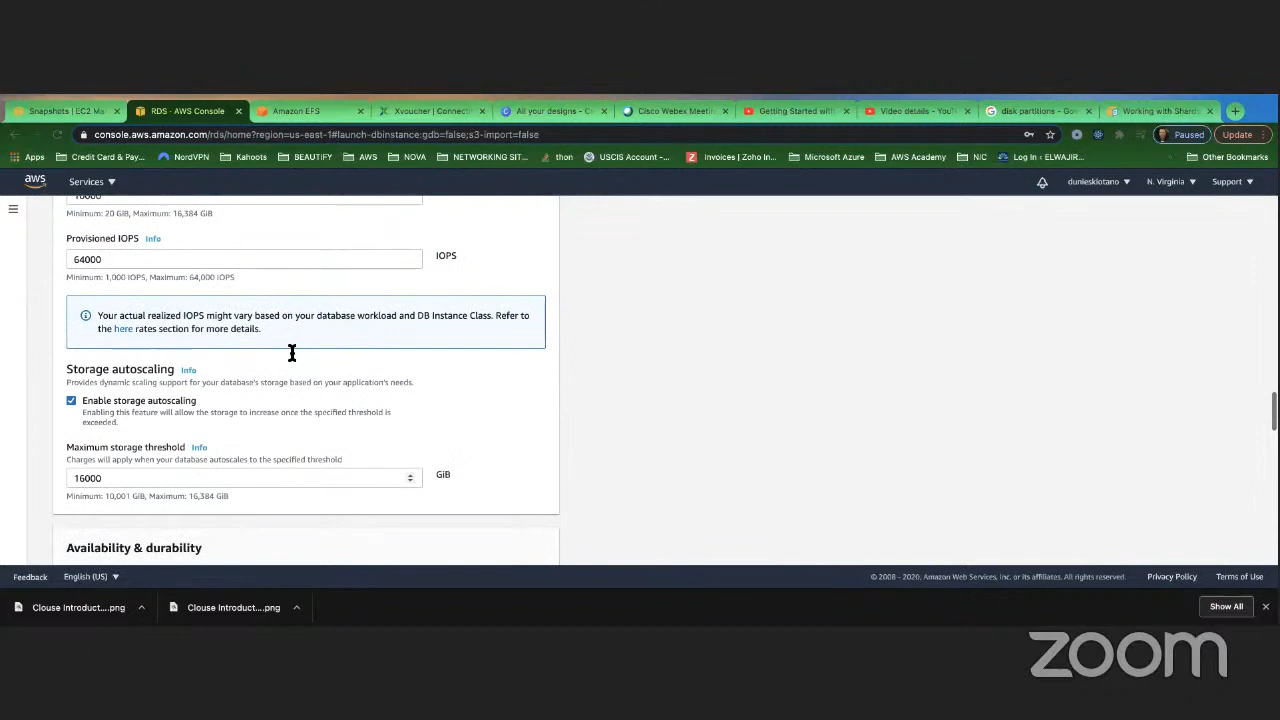 Snapshots | EC2 Ma
RDS · AWS Console
Amazon EFS
Xvoucher | Connecti
All your designs - C
Cisco Webex Meetin
Getting Started with
Video details - YouT
disk partitions - Goo
Working with Shards
console.aws.amazon.com/rds/home?region=us-east-1#launch-dbinstance:gdb=false;s3-import=false
Paused
Update
Apps
Credit Card & Pay...
NordVPN
Kahoots
BEAUTIFY
AWS
NOVA
NETWORKING SIT...
thon
USCIS Account -...
Invoices | Zoho In...
Microsoft Azure
AWS Academy
NIC
Log In ‹ ELWAJIR...
Other Bookmarks
aws
Services
duniesklotano
N. Virginia
Support
Minimum: 20 GiB, Maximum: 16,384 GiB
Provisioned IOPS Info
64000
IOPS
Minimum: 1,000 IOPS, Maximum: 64,000 IOPS
Your actual realized IOPS might vary based on your database workload and DB Instance Class. Refer to
the here rates section for more details.
Storage autoscaling Info
Provides dynamic scaling support for your database's storage based on your application's needs.
Enable storage autoscaling
Enabling this feature will allow the storage to increase once the specified threshold is
exceeded.
Maximum storage threshold Info
Charges will apply when your database autoscales to the specified threshold
16000
GiB
Minimum: 10,001 GiB, Maximum: 16,384 GiB
Availability & durability
Feedback
English (US)
© 2008 - 2020, Amazon Web Services, Inc. or its affiliates. All rights reserved.
Privacy Policy
Terms of Use
Clouse Introduct....png
Clouse Introduct....png
Show All
zoom